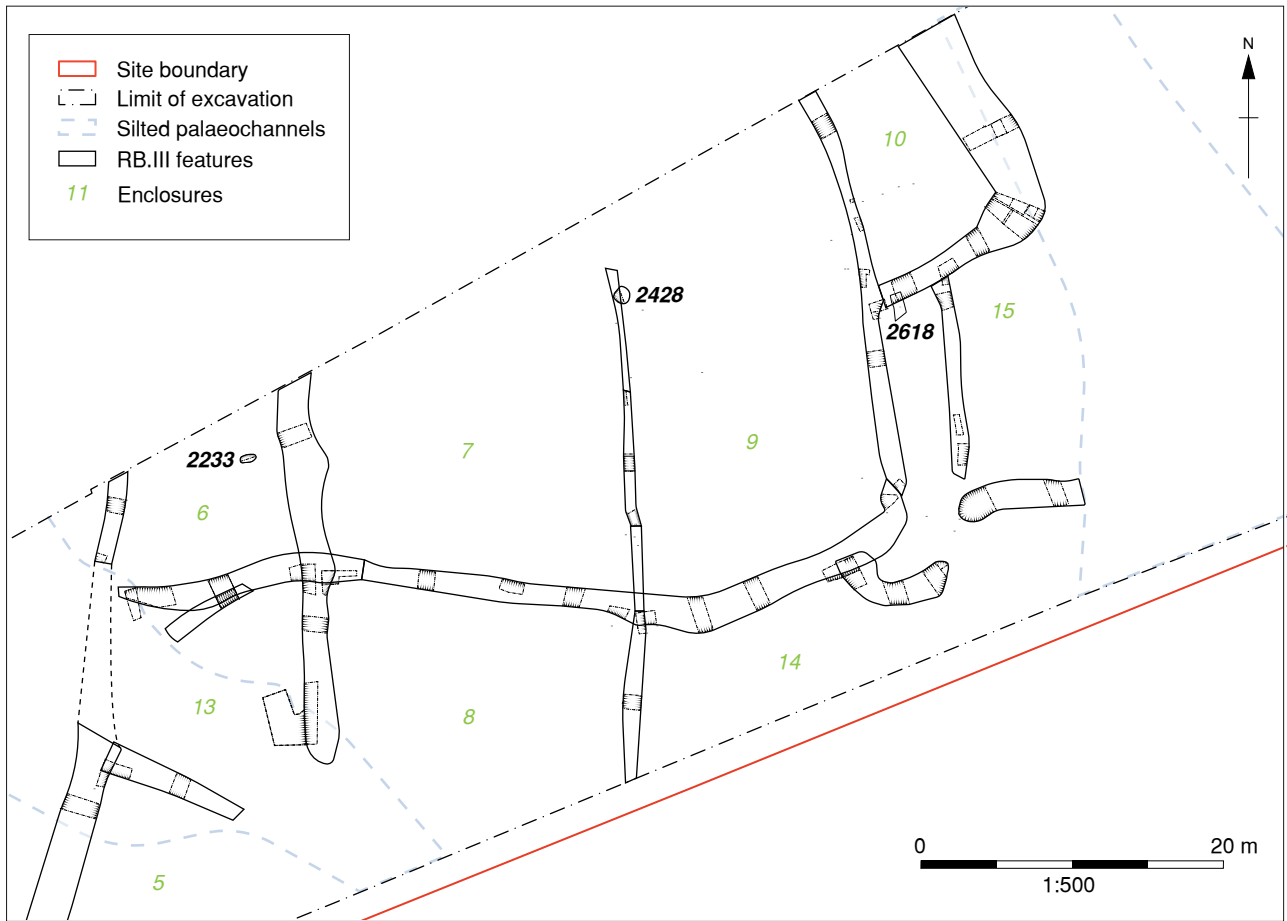 Site boundary
Limit of excavation
Silted palaeochannels
RB.III features
11 Enclosures
N
10
2428
15
2618
7
9
2233
6
14
13
8
5
0 20 m
1:500